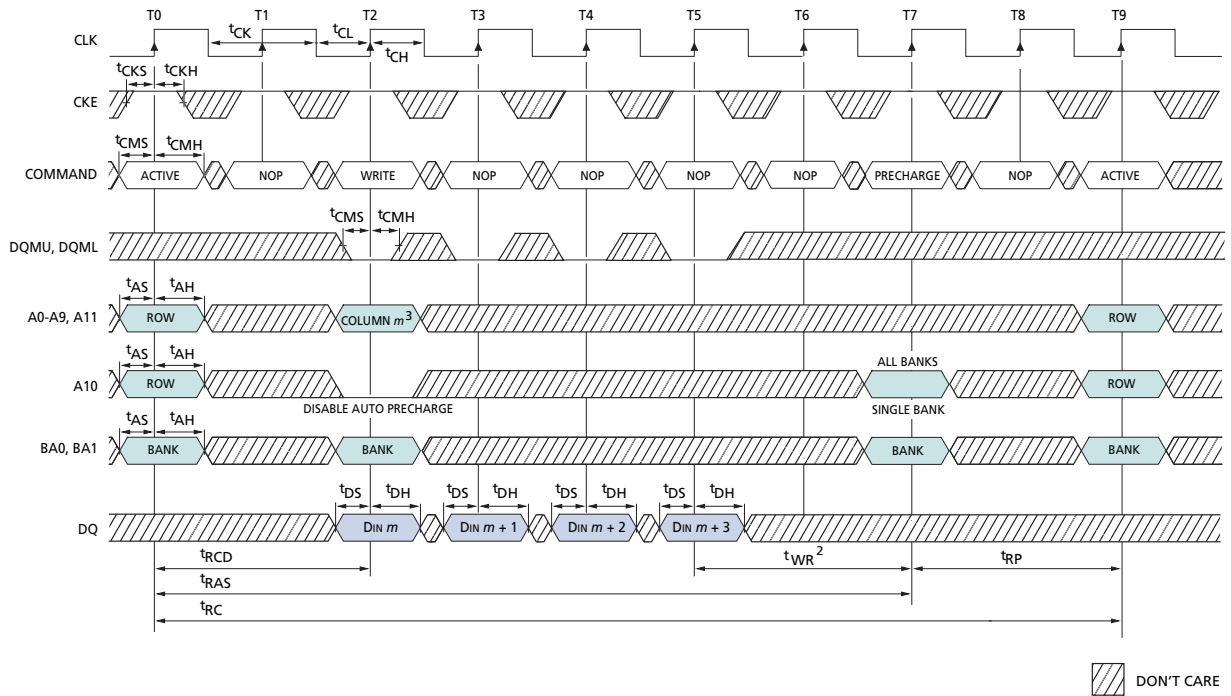 T0 T1 T2 T3 T4 T5 T6 T7 T8 T9
tCK tCL
CLK
tCH
tCKS tCKH
CKE
tCMS tCMH
COMMAND ACTIVE NOP WRITE NOP NOP NOP NOP PRECHARGE NOP ACTIVE
tCMS tCMH
DQMU, DQML
tAS tAH
A0-A9, A11 ROW COLUMN m3 ROW
tAS tAH ALL BANKS
A10 ROW ROW
DISABLE AUTO PRECHARGE SINGLE BANK
tAS tAH
BA0, BA1 BANK BANK BANK BANK
tDS tDH tDS tDH tDS tDH tDS tDH
DQ DIN m DIN m + 1 DIN m + 2 DIN m + 3
tRCD tWR2 tRP
tRAS
tRC
DON'T CARE